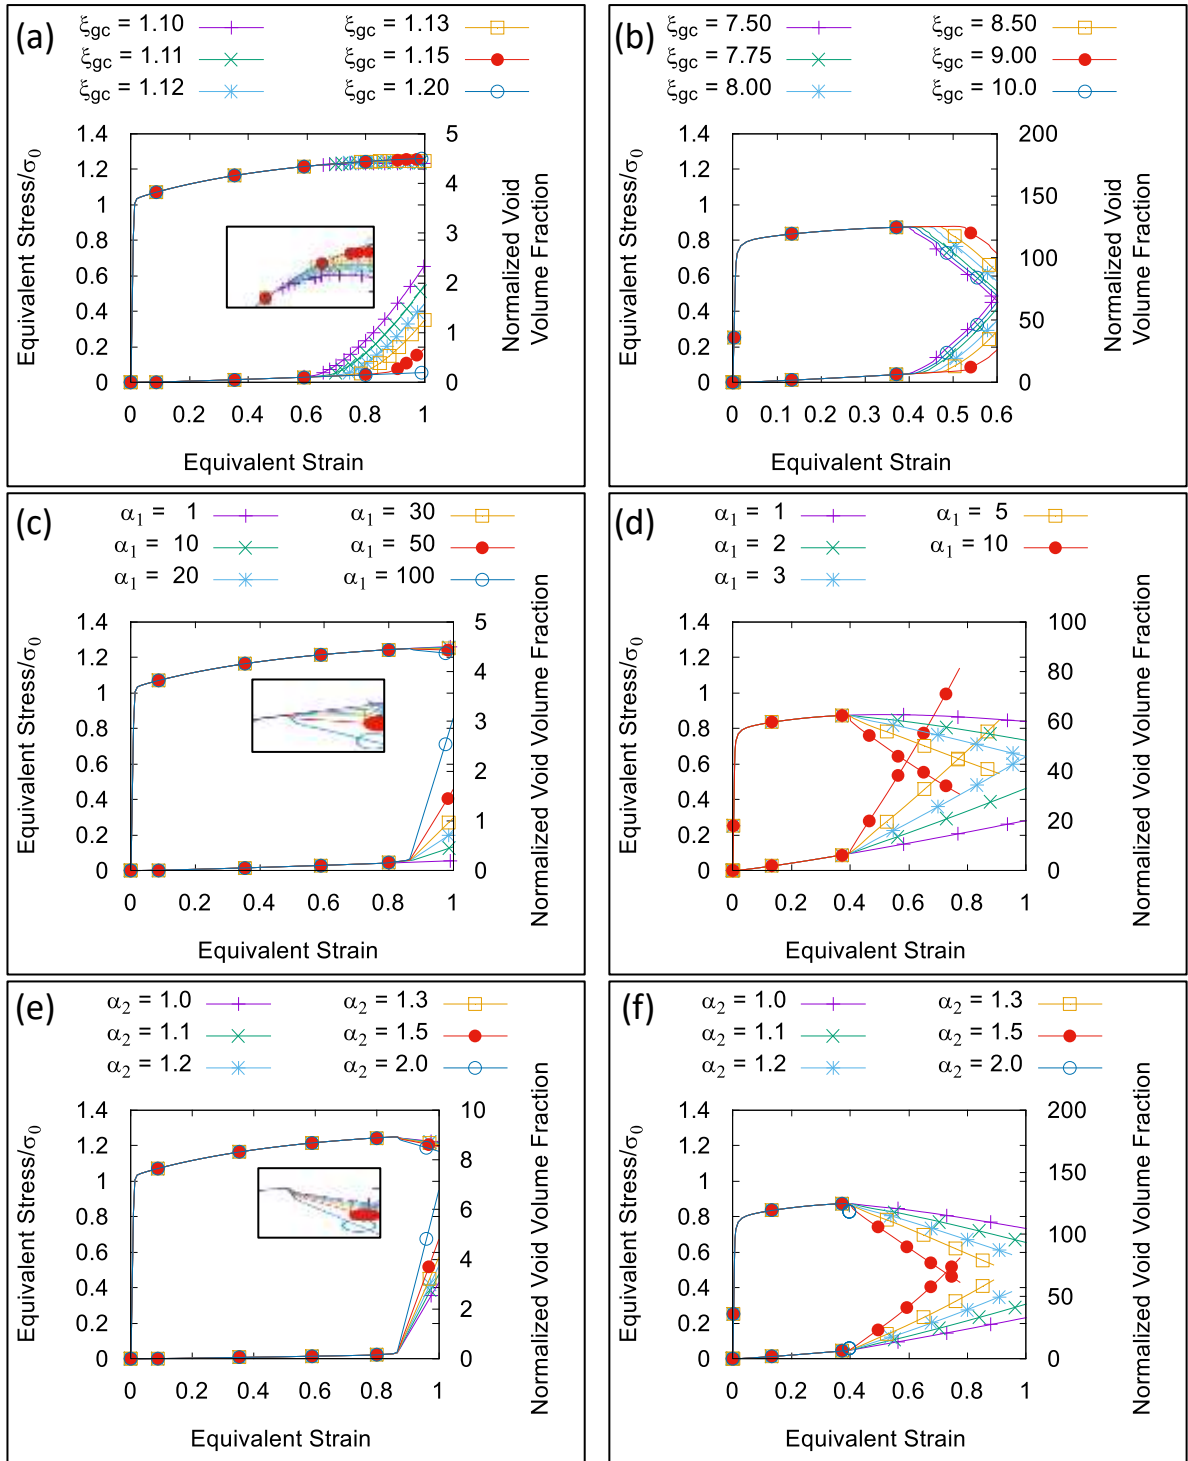 (a)
ξgc = 1.10
ξgc = 1.11
ξgc = 1.12
ξgc = 1.13
ξgc = 1.15
ξgc = 1.20
Equivalent Stress/σ0
1.4
1.2
1
0.8
0.6
0.4
0.2
0
0 0.2 0.4 0.6 0.8 1
Equivalent Strain
5
4
3
2
1
0
Normalized Void
Volume Fraction
(b)
ξgc = 7.50
ξgc = 7.75
ξgc = 8.00
ξgc = 8.50
ξgc = 9.00
ξgc = 10.0
Equivalent Stress/σ0
1.4
1.2
1
0.8
0.6
0.4
0.2
0
0 0.1 0.2 0.3 0.4 0.5 0.6
Equivalent Strain
200
150
100
50
0
Normalized Void
Volume Fraction
(c)
α1 = 1
α1 = 10
α1 = 20
α1 = 30
α1 = 50
α1 = 100
Equivalent Stress/σ0
1.4
1.2
1
0.8
0.6
0.4
0.2
0
0 0.2 0.4 0.6 0.8 1
Equivalent Strain
5
4
3
2
1
0
Normalized Void Volume Fraction
(d)
α1 = 1
α1 = 2
α1 = 3
α1 = 5
α1 = 10
Equivalent Stress/σ0
1.4
1.2
1
0.8
0.6
0.4
0.2
0
0 0.2 0.4 0.6 0.8 1
Equivalent Strain
100
80
60
40
20
0
Normalized Void Volume Fraction
(e)
α2 = 1.0
α2 = 1.1
α2 = 1.2
α2 = 1.3
α2 = 1.5
α2 = 2.0
Equivalent Stress/σ0
1.4
1.2
1
0.8
0.6
0.4
0.2
0
0 0.2 0.4 0.6 0.8 1
Equivalent Strain
10
8
6
4
2
0
Normalized Void Volume Fraction
(f)
α2 = 1.0
α2 = 1.1
α2 = 1.2
α2 = 1.3
α2 = 1.5
α2 = 2.0
Equivalent Stress/σ0
1.4
1.2
1
0.8
0.6
0.4
0.2
0
0 0.2 0.4 0.6 0.8 1
Equivalent Strain
200
150
100
50
0
Normalized Void Volume Fraction